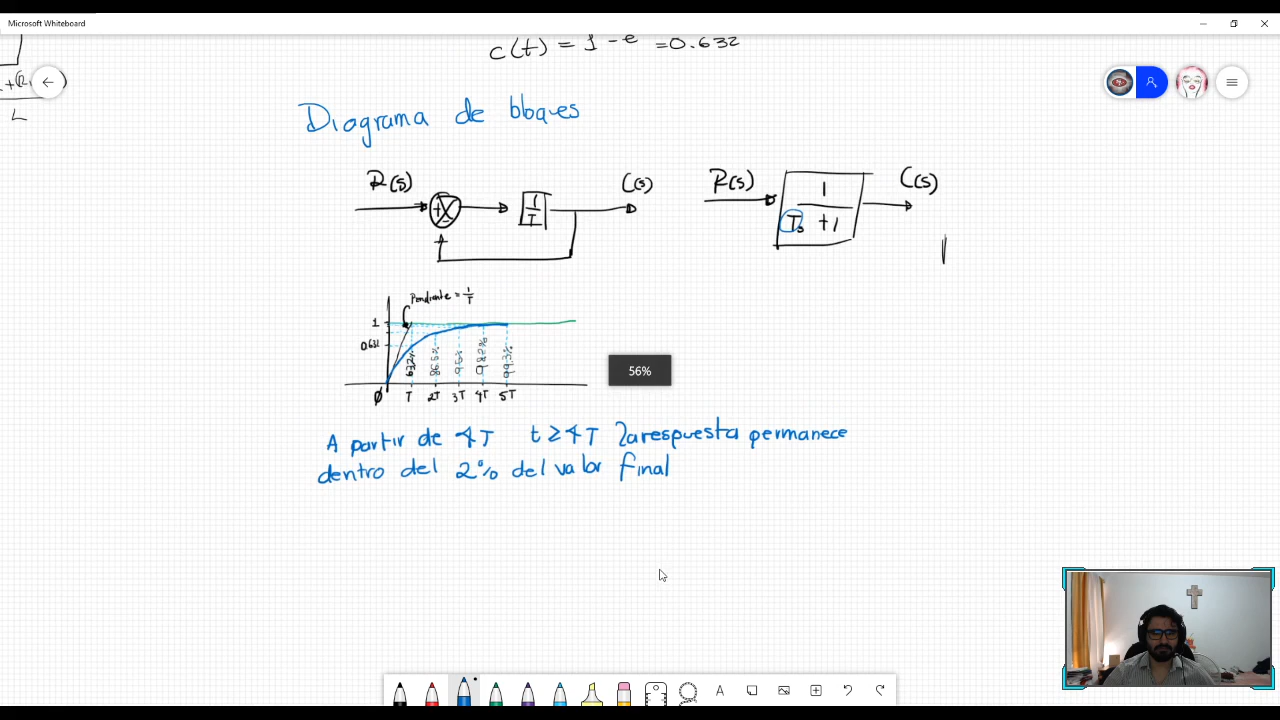 Microsoft Whiteboard
c(t) = 1 - e = 0.632
L
Diagrama de bloques
R(s) C(s) R(s) C(s)
+ -
1
T
1
Ts +1
Pendiente = 1/T
1
0.632
63.2% 86.5% 95% 98.2% 99.3%
0 T 2T 3T 4T 5T
56%
A partir de 4T t ≥ 4T La respuesta permanece
dentro del 2% del valor final
A